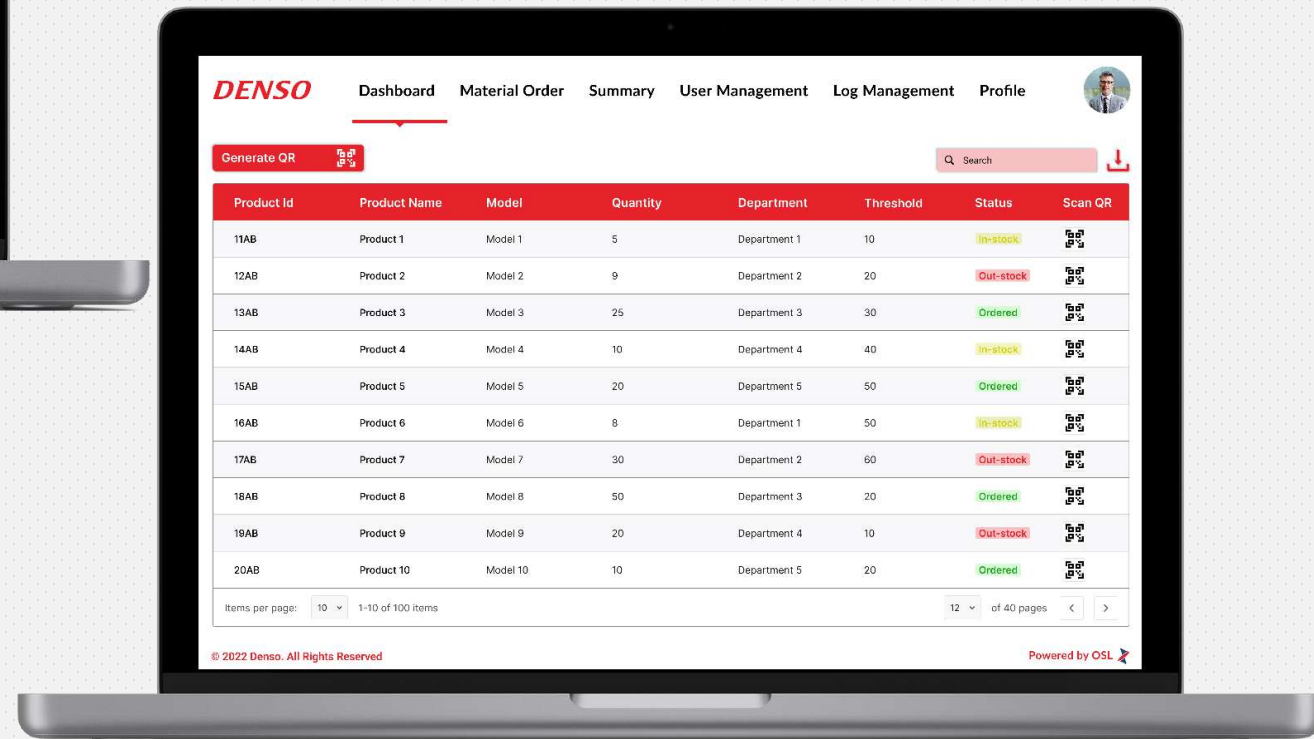 DENSO Dashboard Material Order Summary User Management Log Management Profile
Generate QR Search
Product Id Product Name Model Quantity Department Threshold Status Scan QR
11AB Product 1 Model 1 5 Department 1 10 In-stock
12AB Product 2 Model 2 9 Department 2 20 Out-stock
13AB Product 3 Model 3 25 Department 3 30 Ordered
14AB Product 4 Model 4 10 Department 4 40 In-stock
15AB Product 5 Model 5 20 Department 5 50 Ordered
16AB Product 6 Model 6 8 Department 1 50 In-stock
17AB Product 7 Model 7 30 Department 2 60 Out-stock
18AB Product 8 Model 8 50 Department 3 20 Ordered
19AB Product 9 Model 9 20 Department 4 10 Out-stock
20AB Product 10 Model 10 10 Department 5 20 Ordered
Items per page: 10 1-10 of 100 items 12 of 40 pages
© 2022 Denso. All Rights Reserved Powered by OSL